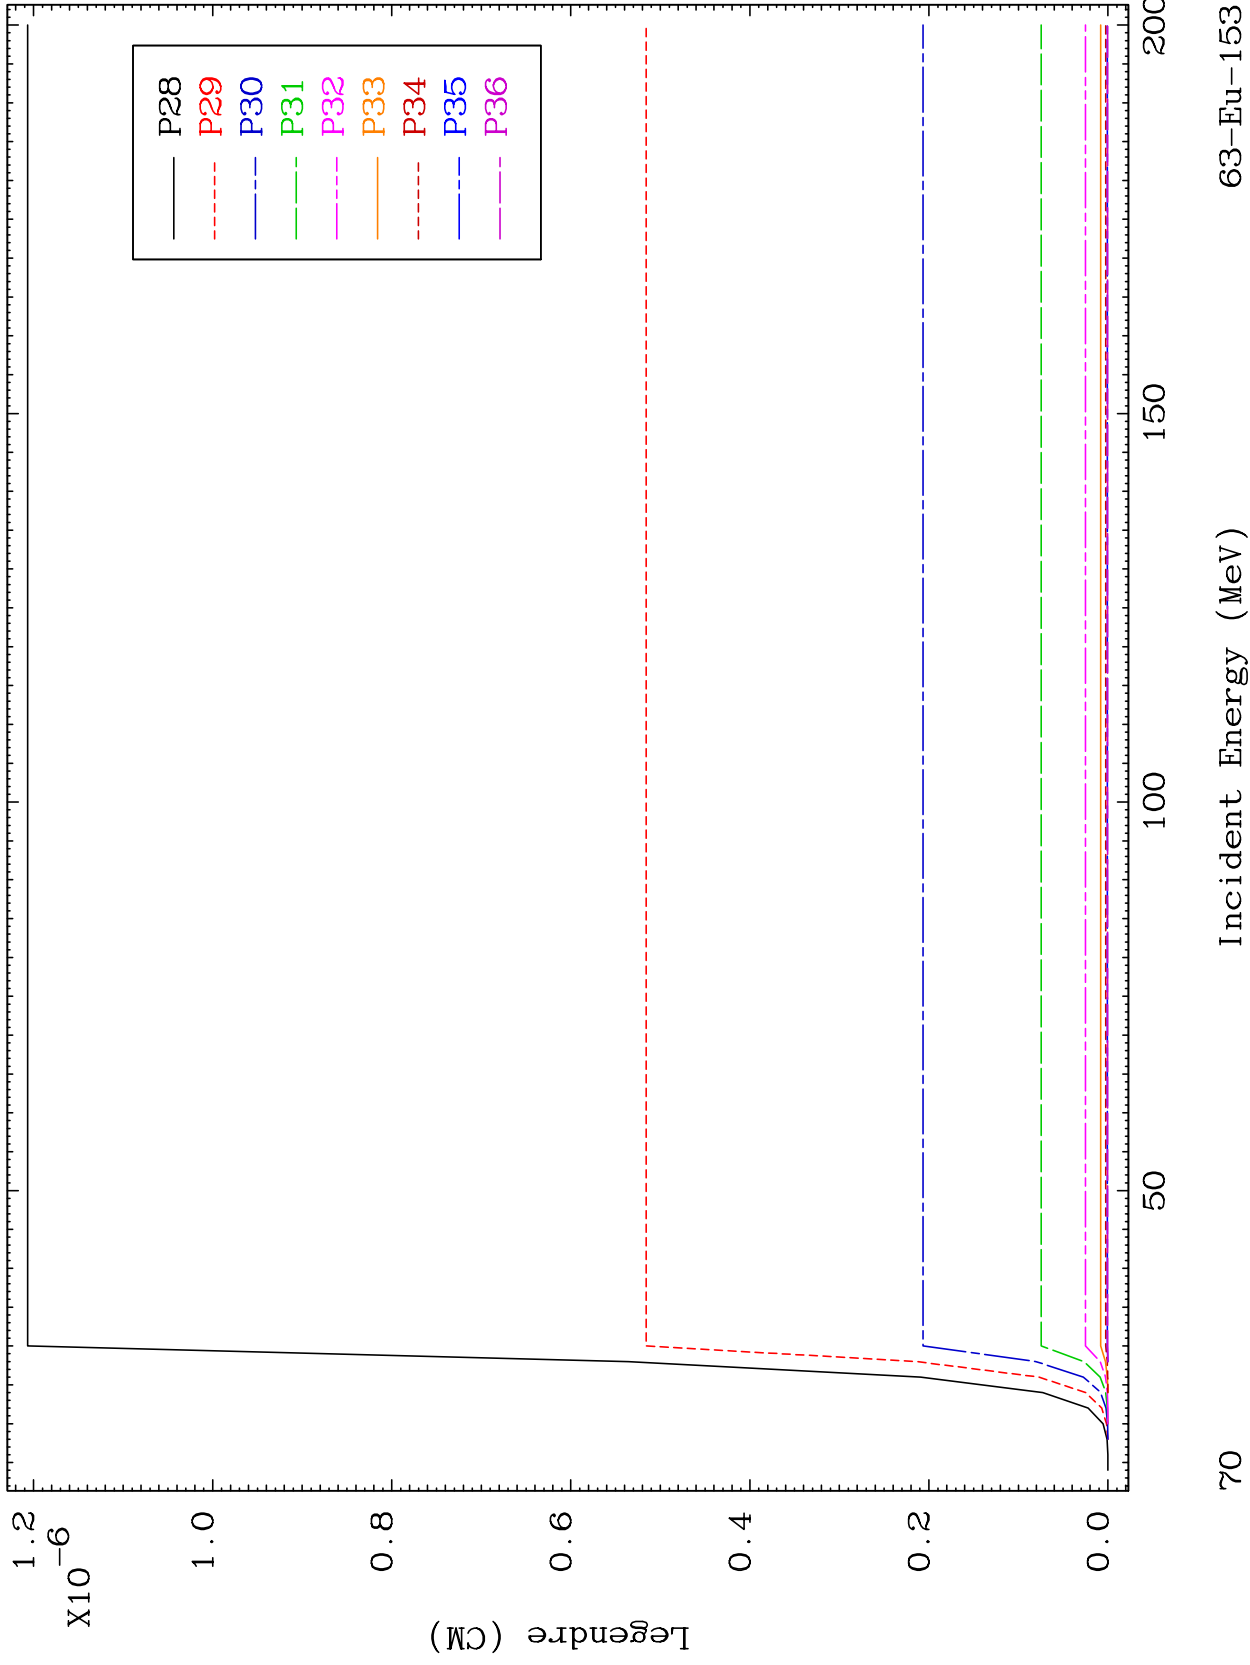 P28
P29
P30
P31
P32
P33
P34
P35
P36
1.2
X10-6
1.0
0.8
0.6
0.4
0.2
0.0
Legendre (CM)
50
100
150
200
Incident Energy (MeV)
70
63-Eu-153